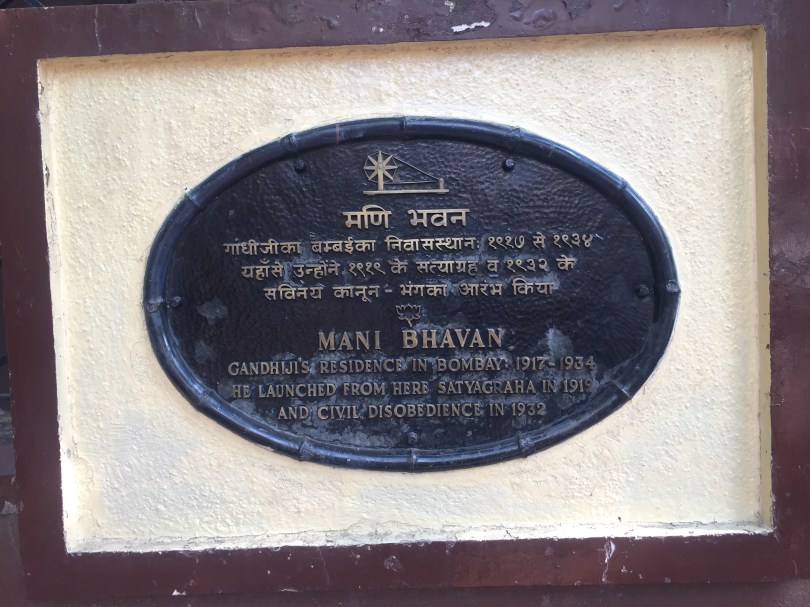 मणि भवन
गांधीजीका बम्बईका निवासस्थान: १९१७ से १९३४
यहाँसे उन्होंने १९१९ के सत्याग्रह व १९३२ के
सविनय कानून - भंगका आरंभ किया
MANI BHAVAN
GANDHIJI'S RESIDENCE IN BOMBAY: 1917-1934
HE LAUNCHED FROM HERE SATYAGRAHA IN 1919
AND CIVIL DISOBEDIENCE IN 1932